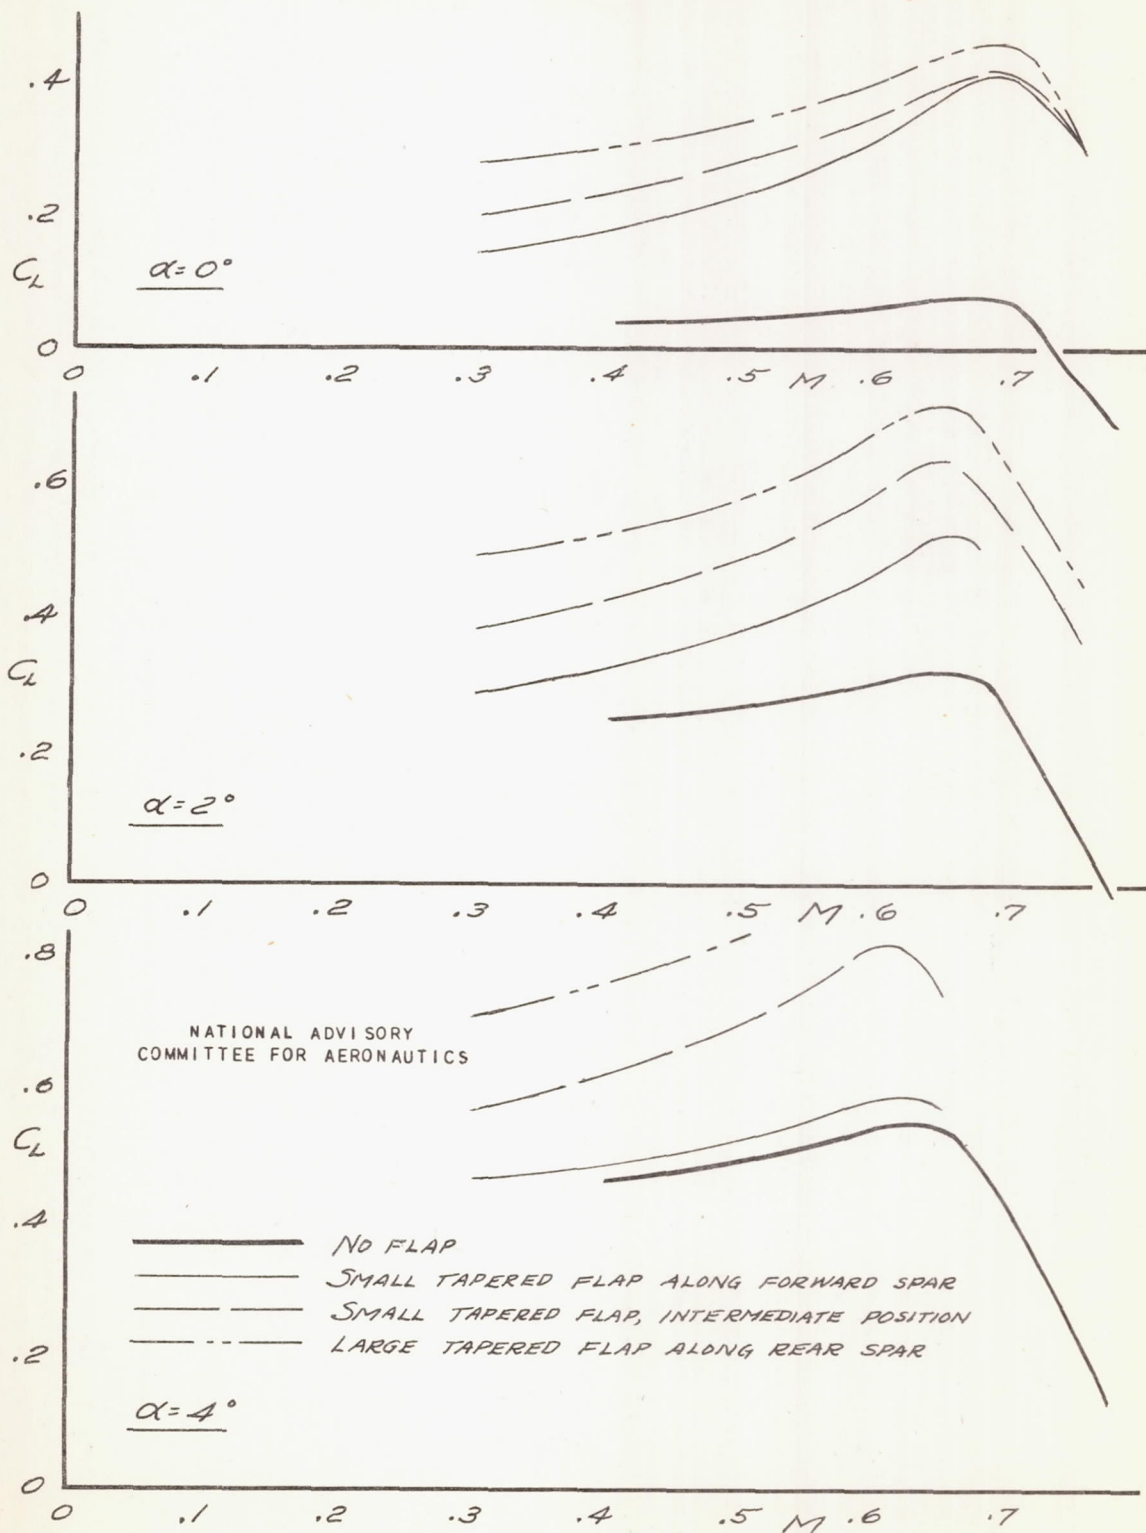 .4
.2
C_L
α=0°
0
0 .1 .2 .3 .4 .5 M .6 .7
.6
.4
C_L
.2
α=2°
0
0 .1 .2 .3 .4 .5 M .6 .7
.8
NATIONAL ADVISORY
COMMITTEE FOR AERONAUTICS
.6
C_L
.4
NO FLAP
SMALL TAPERED FLAP ALONG FORWARD SPAR
SMALL TAPERED FLAP, INTERMEDIATE POSITION
LARGE TAPERED FLAP ALONG REAR SPAR
.2
α=4°
0
0 .1 .2 .3 .4 .5 M .6 .7